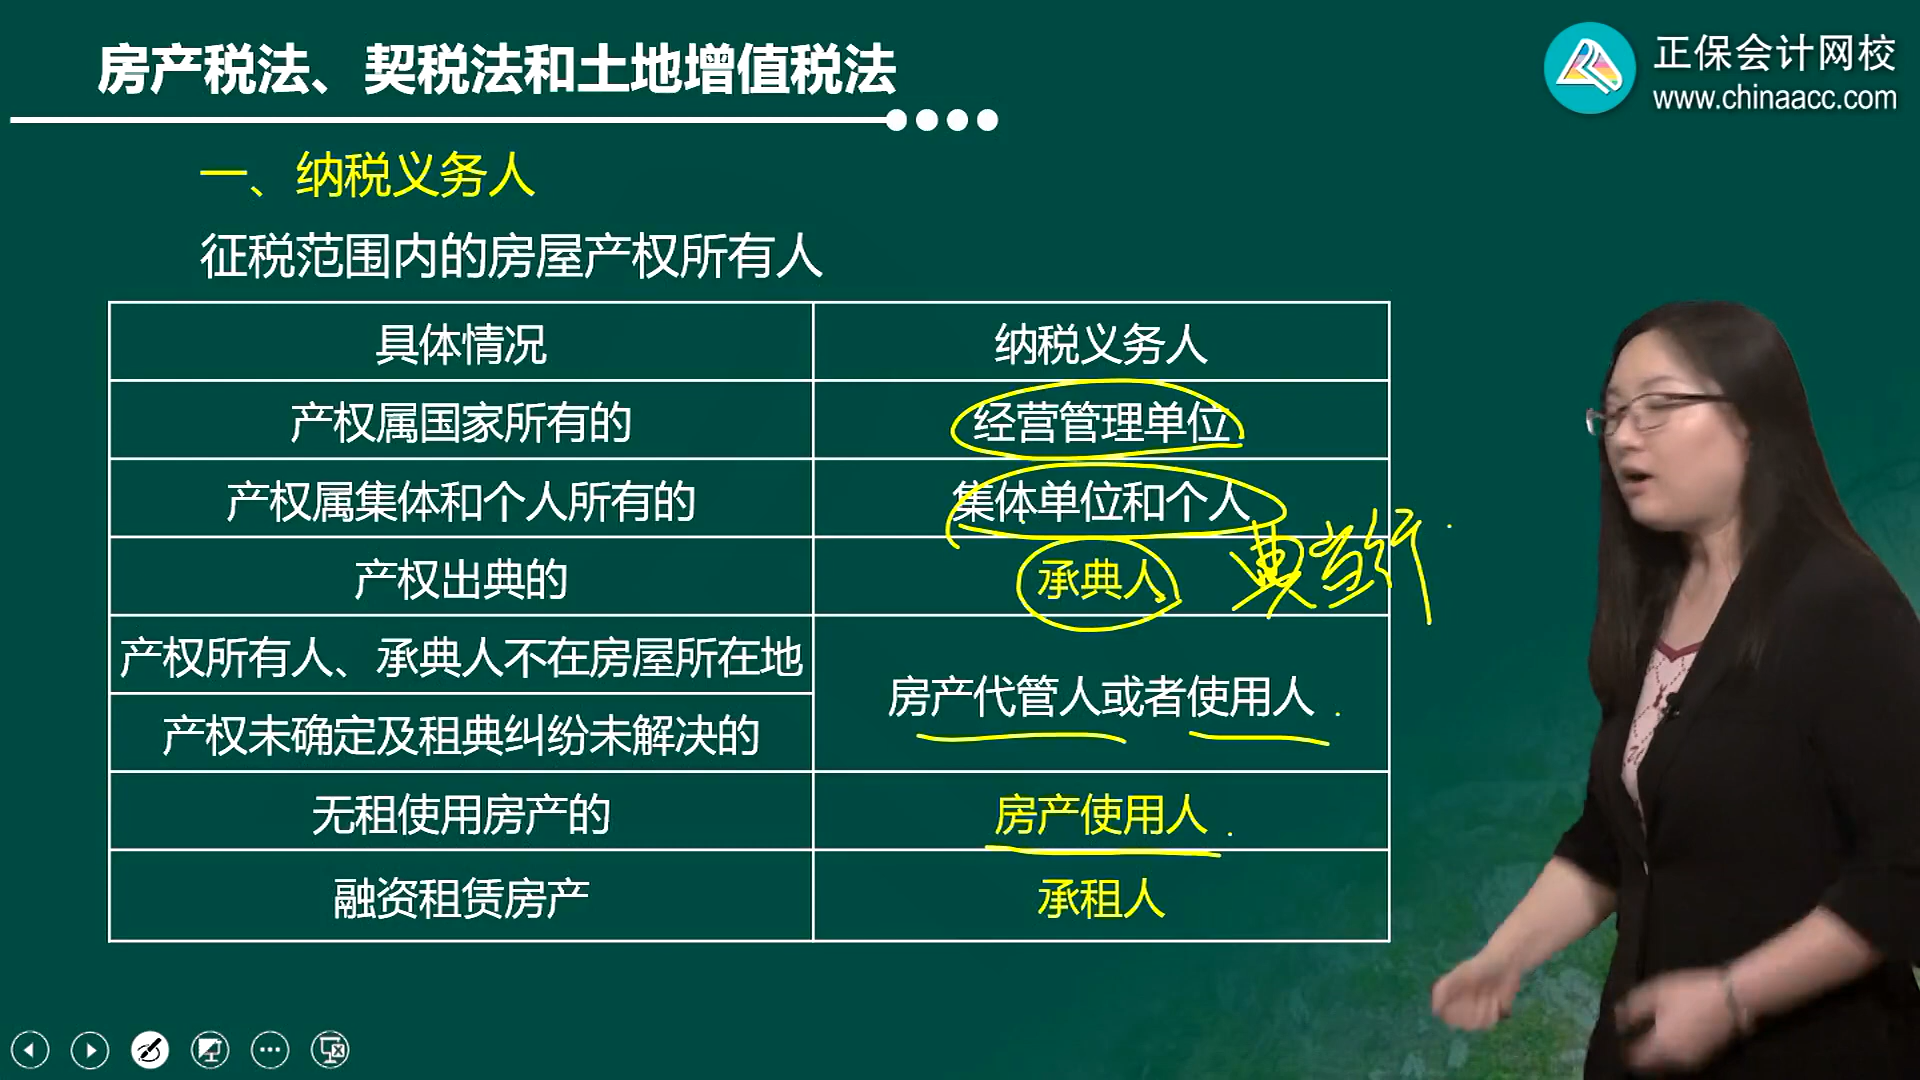 房产税法、契税法和土地增值税法
正保会计网校
www.chinaacc.com
一、纳税义务人
征税范围内的房屋产权所有人
具体情况 纳税义务人
产权属国家所有的 经营管理单位
产权属集体和个人所有的 集体单位和个人
产权出典的 承典人 典当行
产权所有人、承典人不在房屋所在地
房产代管人或者使用人
产权未确定及租典纠纷未解决的
无租使用房产的 房产使用人
融资租赁房产 承租人